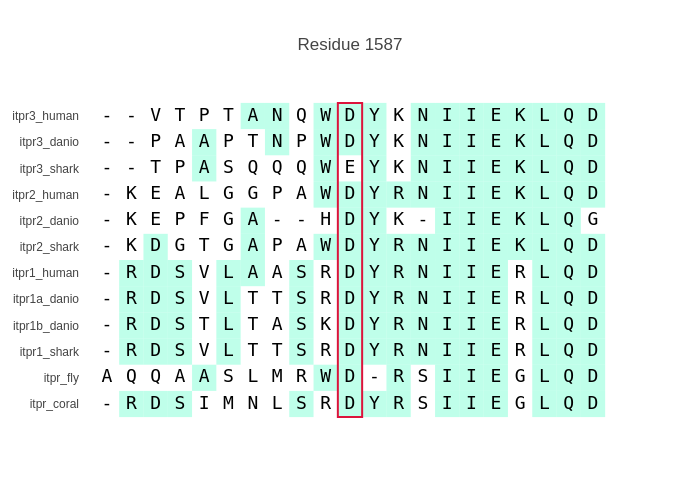 Residue 1587
itpr3_human - - V T P T A N Q W D Y K N I I E K L Q D
itpr3_danio - - P A A P T N P W D Y K N I I E K L Q D
itpr3_shark - - T P A S Q Q Q W E Y K N I I E K L Q D
itpr2_human - K E A L G G P A W D Y R N I I E K L Q D
itpr2_danio - K E P F G A - - H D Y K - I I E K L Q G
itpr2_shark - K D G T G A P A W D Y R N I I E K L Q D
itpr1_human - R D S V L A A S R D Y R N I I E R L Q D
itpr1a_danio - R D S V L T T S R D Y R N I I E R L Q D
itpr1b_danio - R D S T L T A S K D Y R N I I E R L Q D
itpr1_shark - R D S V L T T S R D Y R N I I E R L Q D
itpr_fly A Q Q A A S L M R W D - R S I I E G L Q D
itpr_coral - R D S I M N L S R D Y R S I I E G L Q D